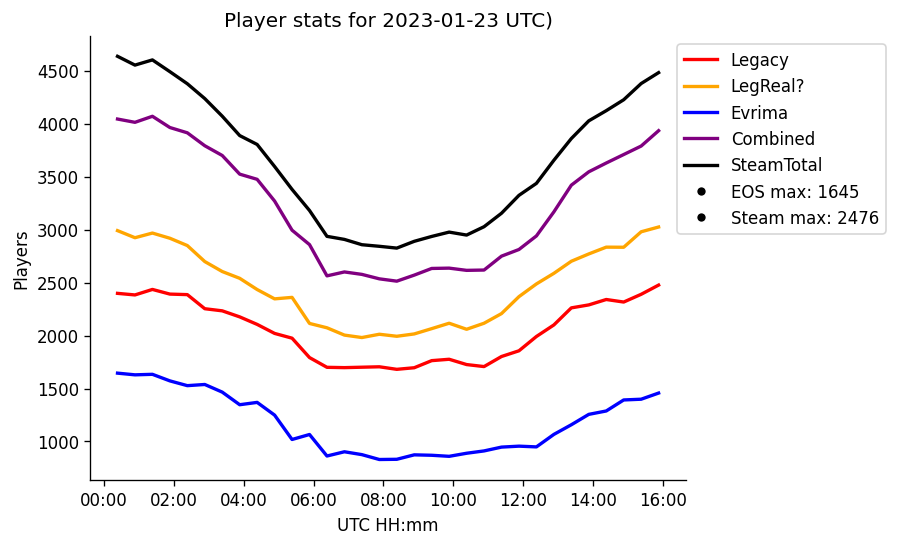 Player stats for 2023-01-23 UTC)
Legacy
LegReal?
Evrima
Combined
SteamTotal
EOS max: 1645
Steam max: 2476
Players
4500
4000
3500
3000
2500
2000
1500
1000
00:00 02:00 04:00 06:00 08:00 10:00 12:00 14:00 16:00
UTC HH:mm